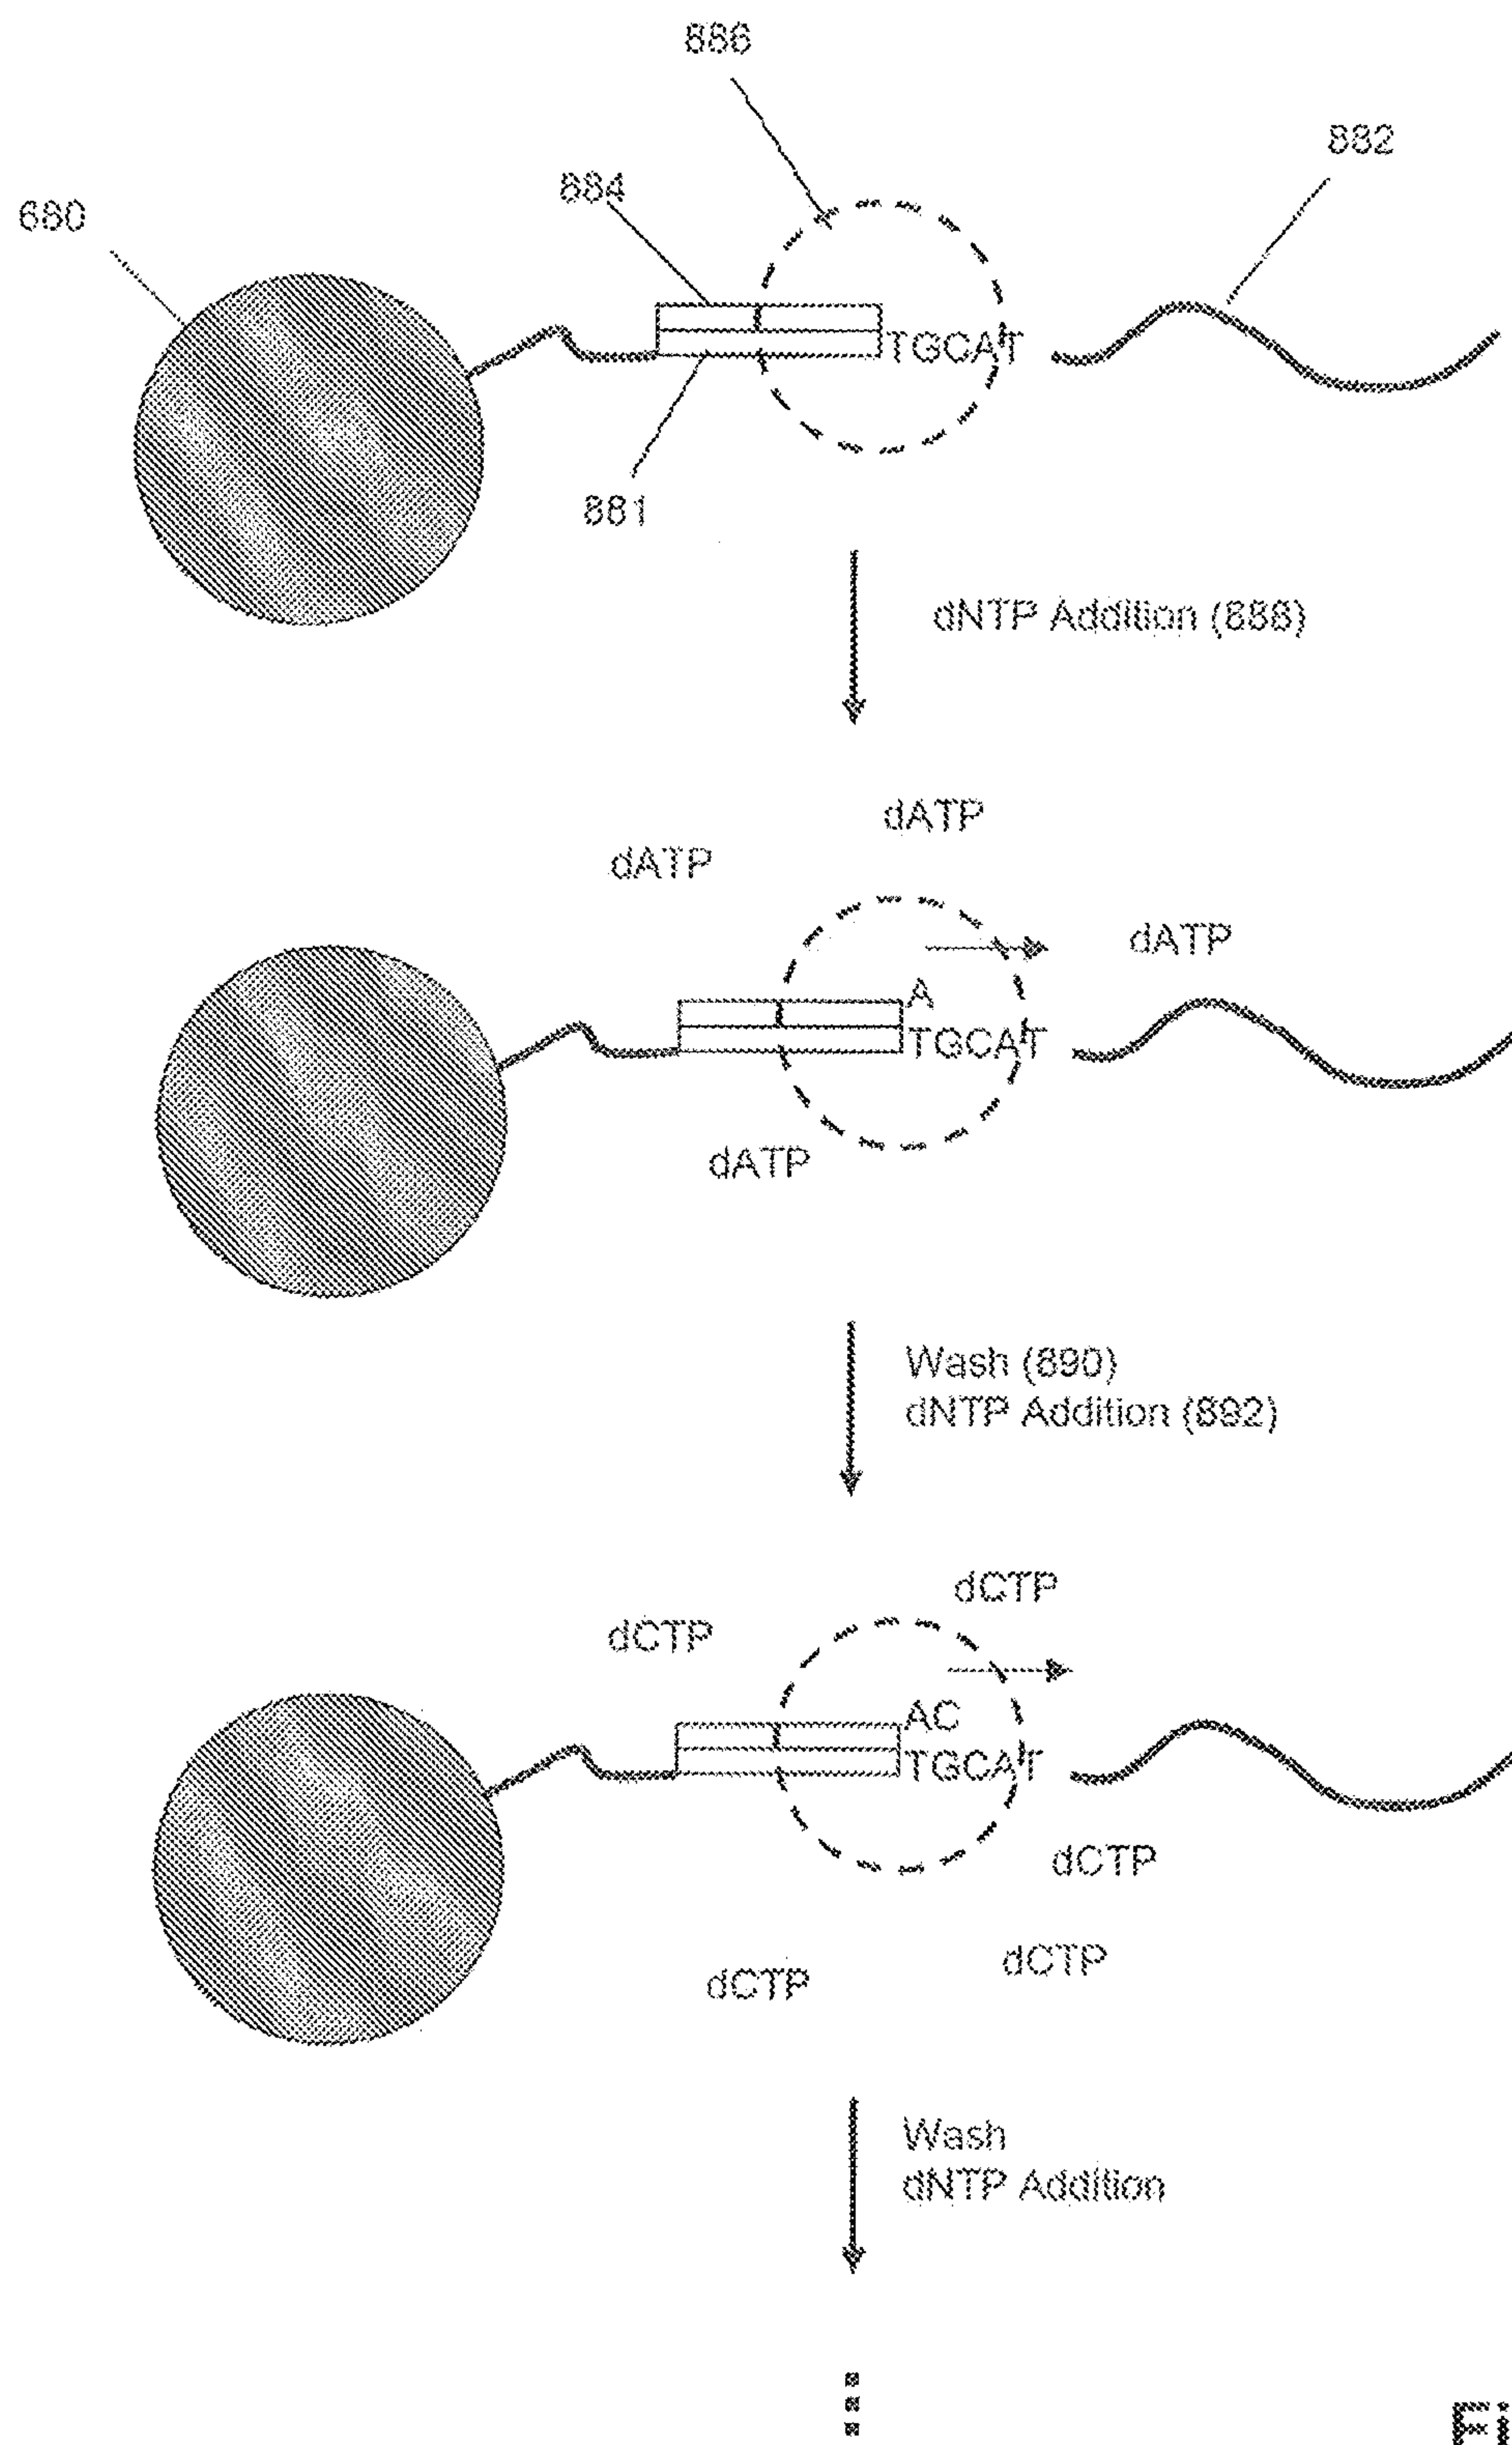 886
882
884
680
TGCAT
881
dNTP Addition (888)
dATP
dATP
dATP
A
TGCAT
dATP
Wash (890)
dNTP Addition (892)
dCTP
dCTP
AC
TGCAT
dCTP
dCTP
dCTP
Wash
dNTP Addition